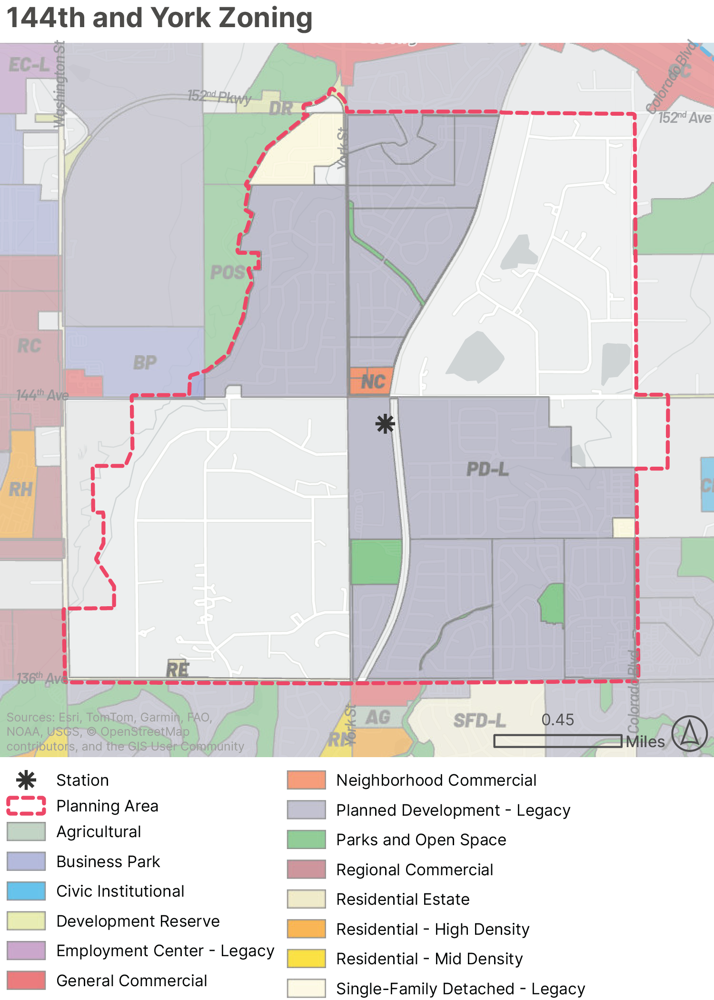 144th and York Zoning
EC-L
Washington St
152nd Pkwy
DR
York St
Colorado Blvd
152nd Ave
POS
RC
BP
NC
144th Ave
RH
PD-L
RE
136th Ave
York St
AG
SFD-L
Colorado Blvd
0.45
Miles
Sources: Esri, TomTom, Garmin, FAO,
NOAA, USGS, © OpenStreetMap
contributors, and the GIS User Community
Station
Planning Area
Agricultural
Business Park
Civic Institutional
Development Reserve
Employment Center - Legacy
General Commercial
Neighborhood Commercial
Planned Development - Legacy
Parks and Open Space
Regional Commercial
Residential Estate
Residential - High Density
Residential - Mid Density
Single-Family Detached - Legacy